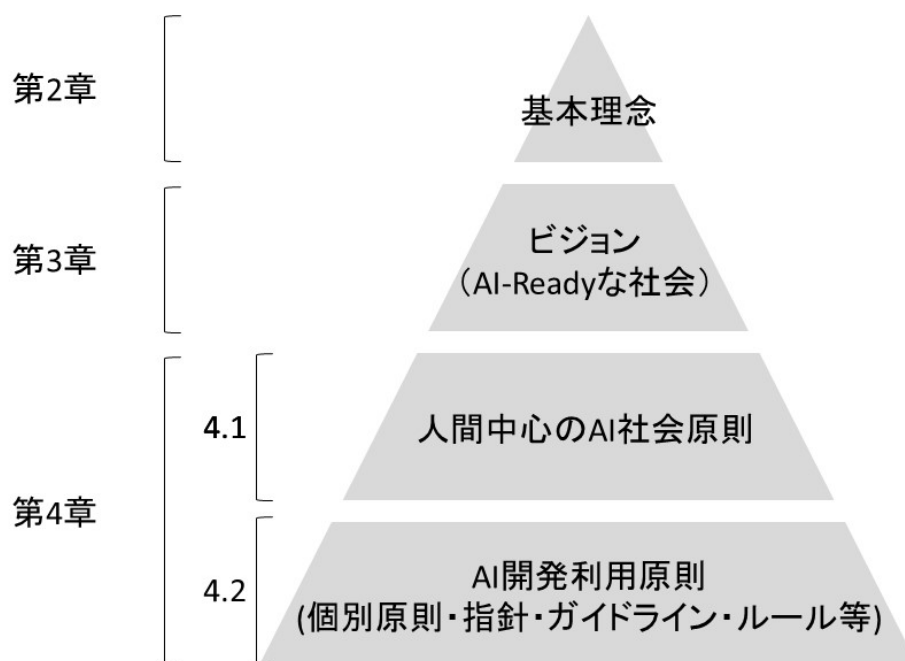 第2章
基本理念
第3章
ビジョン
（AI-Readyな社会）
第4章
4.1
人間中心のAI社会原則
4.2
AI開発利用原則
(個別原則・指針・ガイドライン・ルール等)